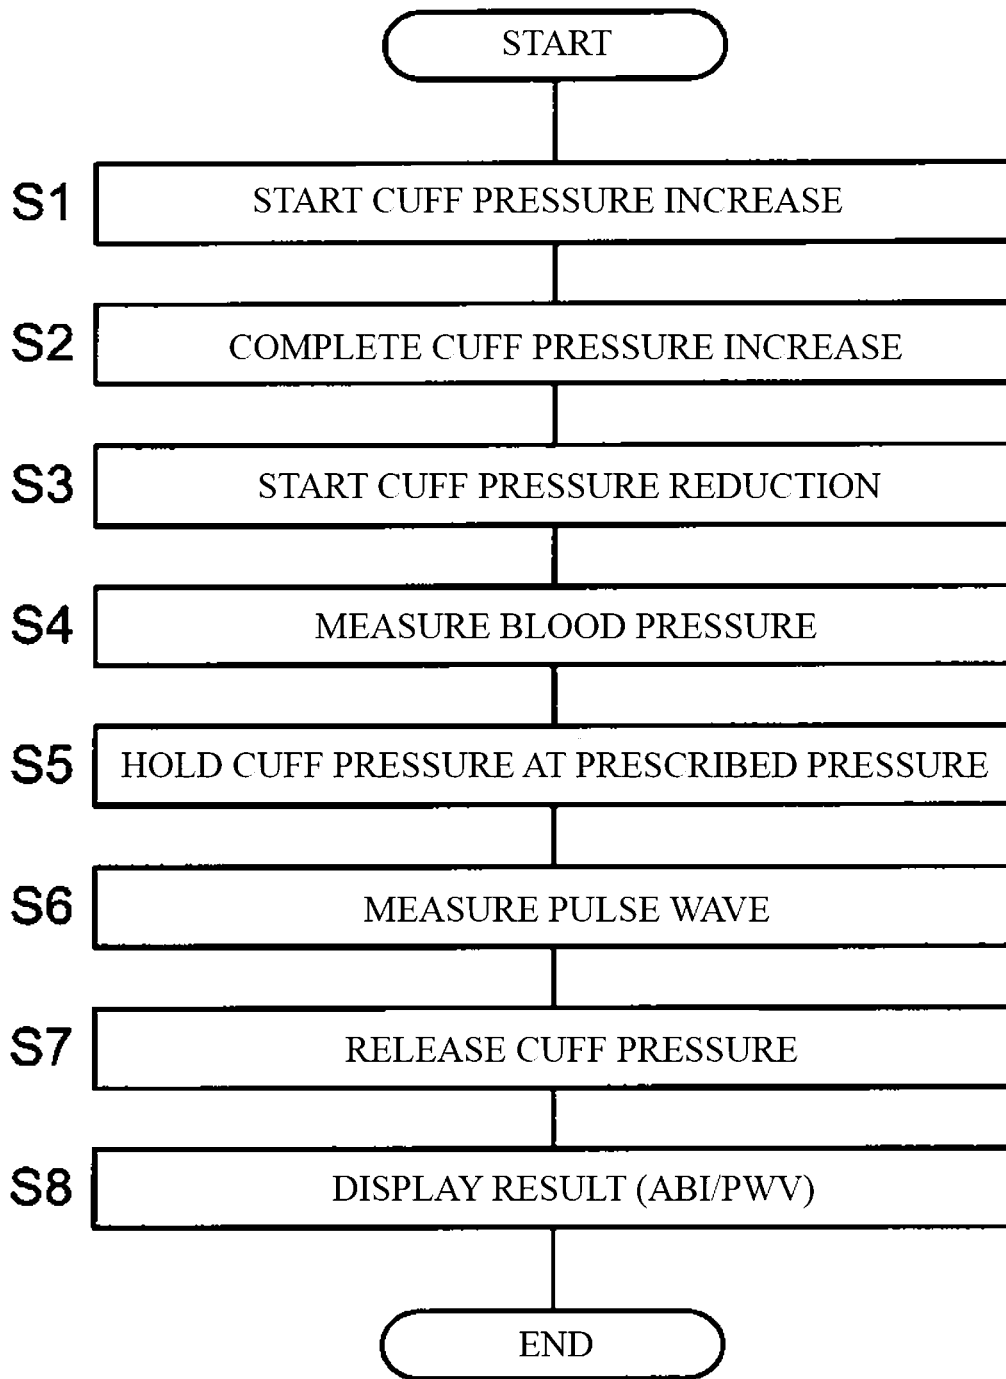 START
S1 START CUFF PRESSURE INCREASE
S2 COMPLETE CUFF PRESSURE INCREASE
S3 START CUFF PRESSURE REDUCTION
S4 MEASURE BLOOD PRESSURE
S5 HOLD CUFF PRESSURE AT PRESCRIBED PRESSURE
S6 MEASURE PULSE WAVE
S7 RELEASE CUFF PRESSURE
S8 DISPLAY RESULT (ABI/PWV)
END